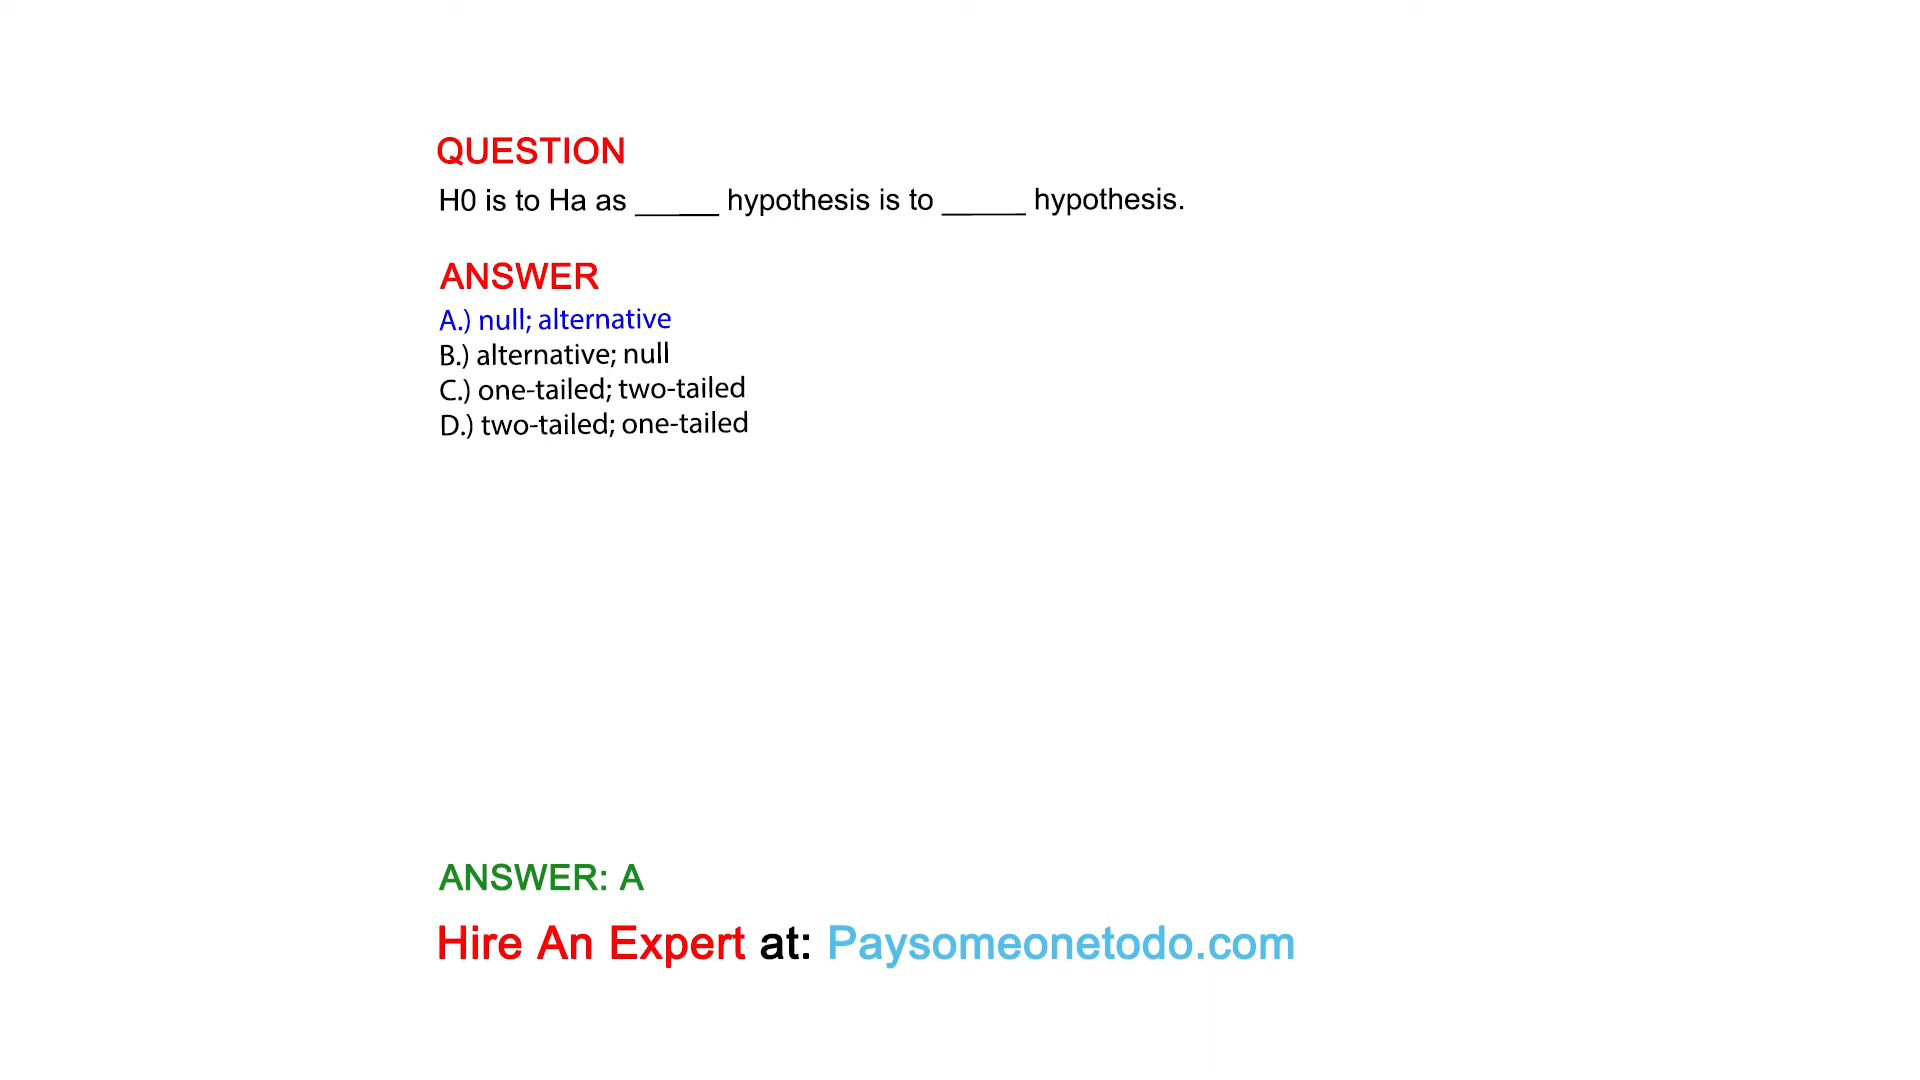 QUESTION
H0 is to Ha as _____ hypothesis is to _____ hypothesis.
ANSWER
A.) null; alternative
B.) alternative; null
C.) one-tailed; two-tailed
D.) two-tailed; one-tailed
ANSWER: A
Hire An Expert at: Paysomeonetodo.com